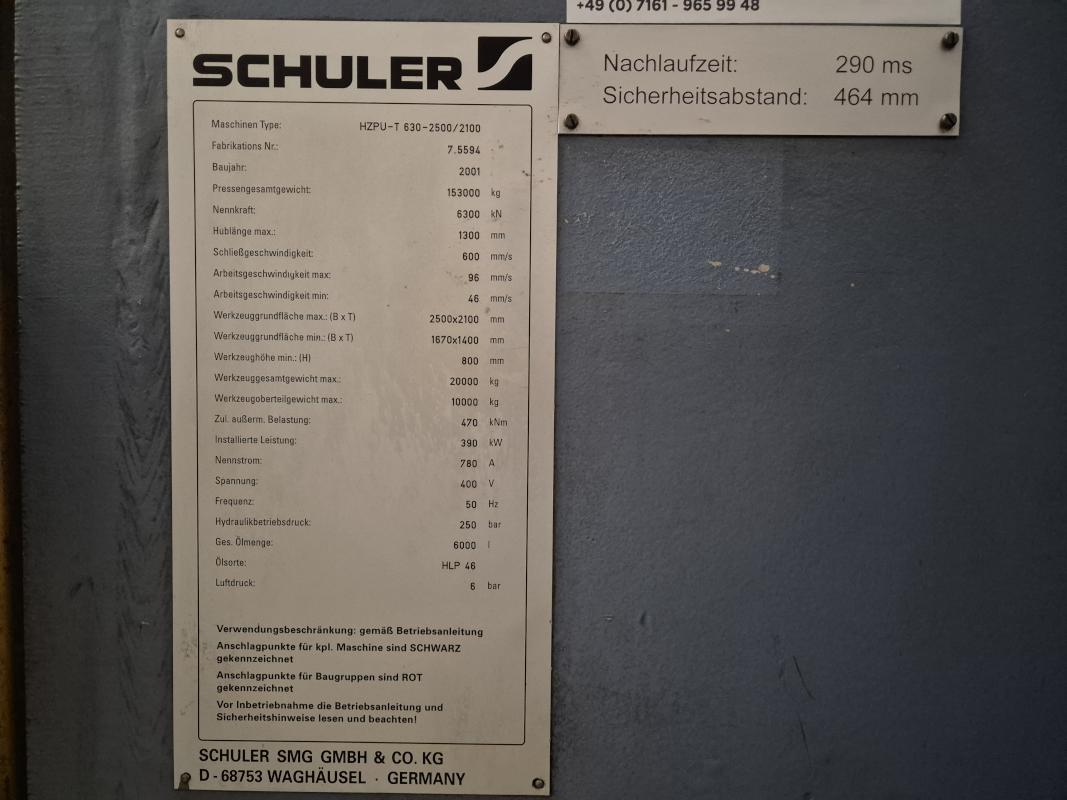 +49 (0) 7161 - 965 99 48
SCHULER
Nachlaufzeit: 290 ms
Sicherheitsabstand: 464 mm
Maschinen Type: HZPU-T 630-2500/2100
Fabrikations Nr.: 7.5594
Baujahr: 2001
Pressengesamtgewicht: 153000 kg
Nennkraft: 6300 kN
Hublänge max.: 1300 mm
Schließgeschwindigkeit: 600 mm/s
Arbeitsgeschwindigkeit max: 96 mm/s
Arbeitsgeschwindigkeit min: 46 mm/s
Werkzeuggrundfläche max.: (B x T) 2500x2100 mm
Werkzeuggrundfläche min.: (B x T) 1670x1400 mm
Werkzeughöhe min.: (H) 800 mm
Werkzeuggesamtgewicht max.: 20000 kg
Werkzeugoberteilgewicht max.: 10000 kg
Zul. außerm. Belastung: 470 kNm
Installierte Leistung: 390 kW
Nennstrom: 780 A
Spannung: 400 V
Frequenz: 50 Hz
Hydraulikbetriebsdruck: 250 bar
Ges. Ölmenge: 6000 l
Ölsorte: HLP 46
Luftdruck: 6 bar
Verwendungsbeschränkung: gemäß Betriebsanleitung
Anschlagpunkte für kpl. Maschine sind SCHWARZ
gekennzeichnet
Anschlagpunkte für Baugruppen sind ROT
gekennzeichnet
Vor Inbetriebnahme die Betriebsanleitung und
Sicherheitshinweise lesen und beachten!
SCHULER SMG GMBH & CO. KG
D - 68753 WAGHÄUSEL · GERMANY